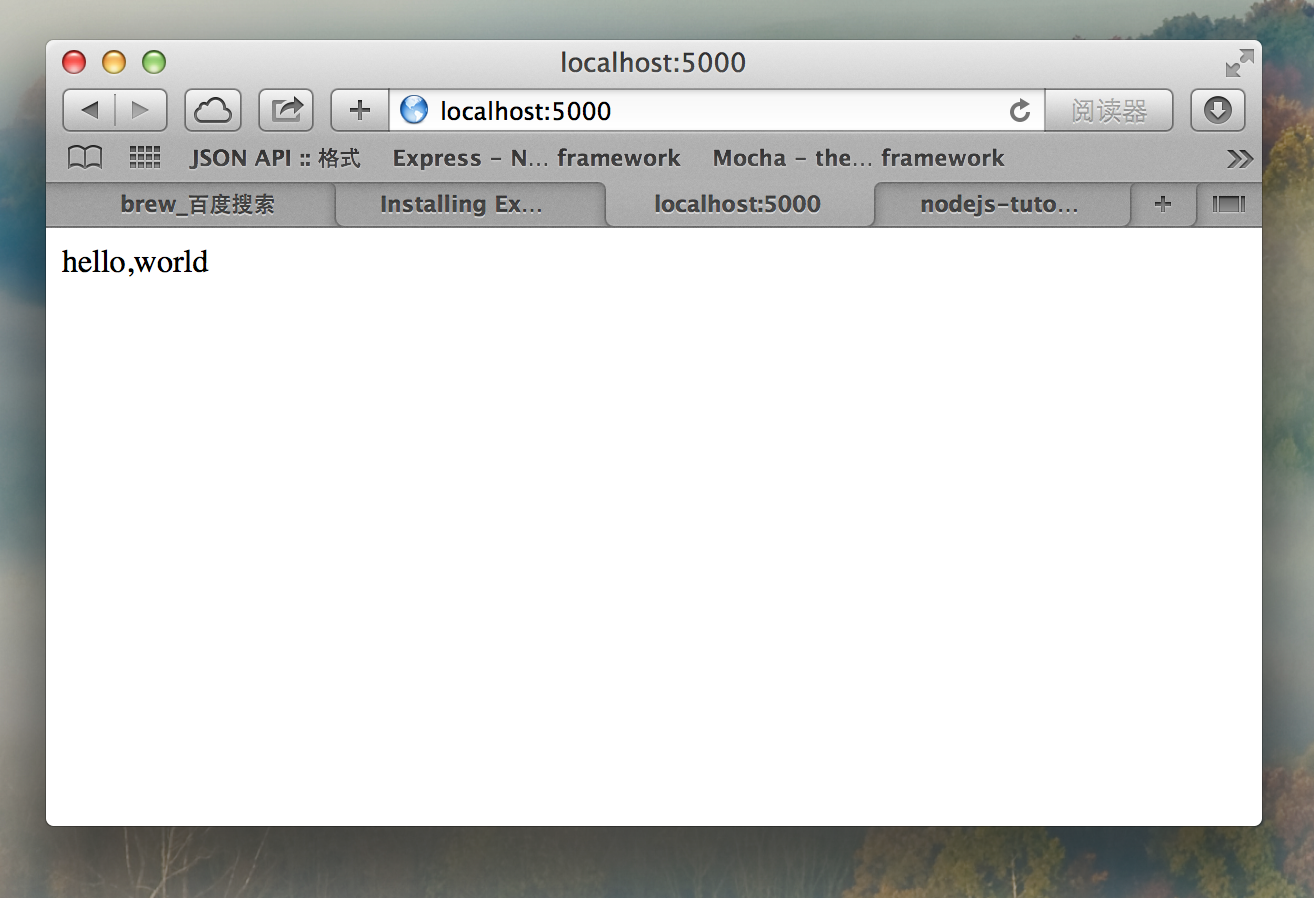 localhost:5000
localhost:5000 阅读器
JSON API :: 格式 Express - N... framework Mocha - the... framework
brew_百度搜索 Installing Ex... localhost:5000 nodejs-tuto...
hello,world